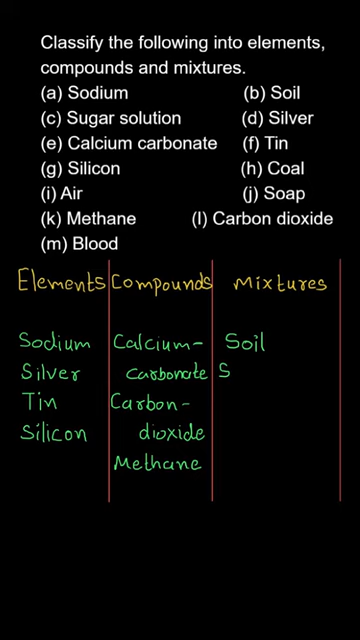 Classify the following into elements,
compounds and mixtures.
(a) Sodium (b) Soil
(c) Sugar solution (d) Silver
(e) Calcium carbonate (f) Tin
(g) Silicon (h) Coal
(i) Air (j) Soap
(k) Methane (l) Carbon dioxide
(m) Blood
Elements Compounds Mixtures
Sodium Calcium- Soil
Silver carbonate S
Tin Carbon-
Silicon dioxide
Methane